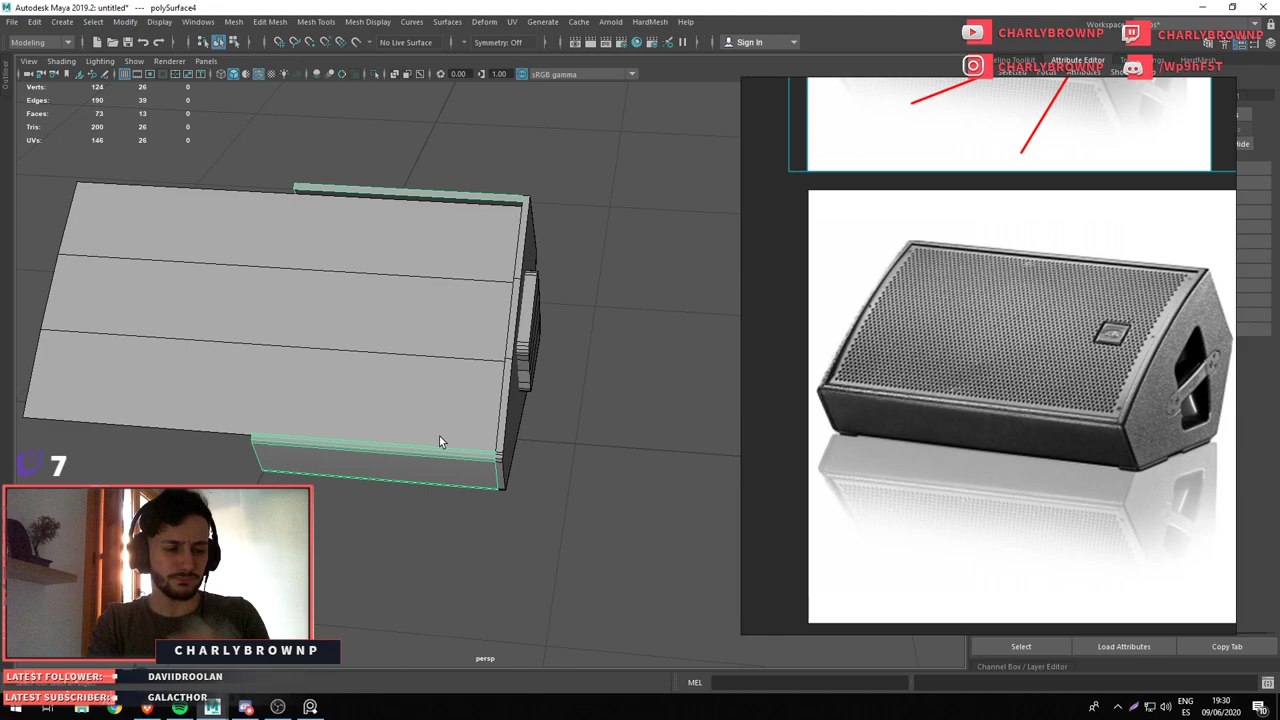 Autodesk Maya 2019.2: untitled* --- polySurface4
File Edit Create Select Modify Display Windows Mesh Edit Mesh Mesh Tools Mesh Display Curves Surfaces Deform UV Generate Cache Arnold HardMesh Help
Modeling No Live Surface Symmetry: Off Sign In
CHARLYBROWNP CHARLYBROWNP
CHARLYBROWNP /Wp9hF5T
Attribute Editor
View Shading Lighting Show Renderer Panels 0.00 1.00 sRGB gamma
Outliner
Verts: 124 26 0
Edges: 190 39 0
Faces: 73 13 0
Tris: 200 26 0
UVs: 146 26 0
7
CHARLYBROWNP
persp
Select Load Attributes Copy Tab
Channel Box / Layer Editor
LATEST FOLLOWER: DAVIIDROOLAN
MEL
LATEST SUBSCRIBER: GALACTHOR
ENG
ES
19:30
09/06/2020
10